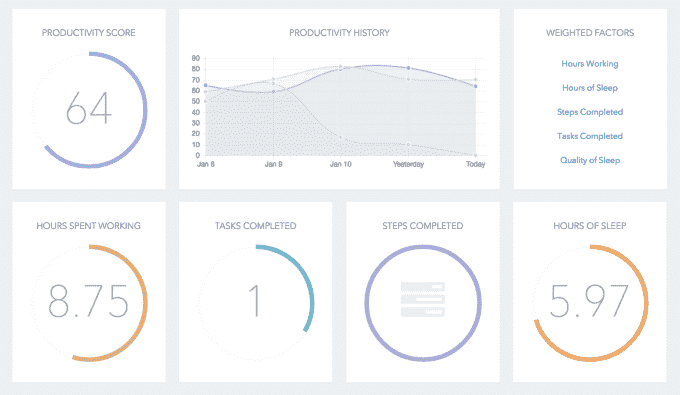 PRODUCTIVITY SCORE
64
PRODUCTIVITY HISTORY
90
80
70
60
50
40
30
20
10
0
Jan 8 Jan 9 Jan 10 Yesterday Today
WEIGHTED FACTORS
Hours Working
Hours of Sleep
Steps Completed
Tasks Completed
Quality of Sleep
HOURS SPENT WORKING
8.75
TASKS COMPLETED
1
STEPS COMPLETED
HOURS OF SLEEP
5.97